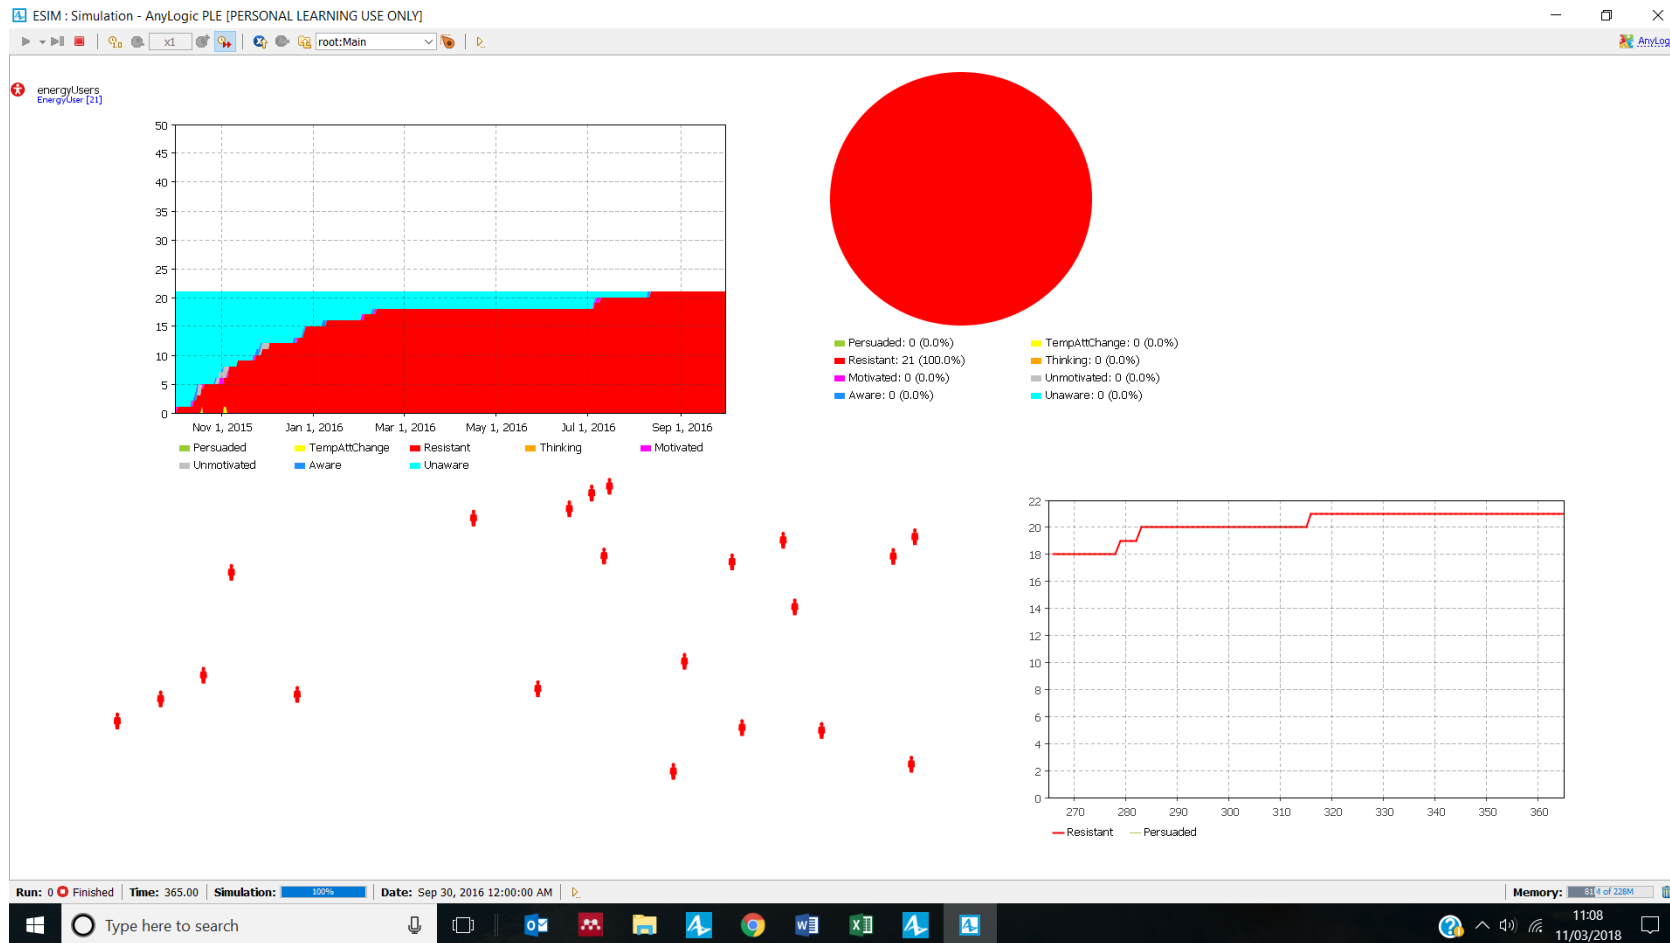 ESIM : Simulation - AnyLogic PLE [PERSONAL LEARNING USE ONLY]
x1
root:Main
AnyLog
energyUsers
EnergyUser [21]
50
45
40
35
30
25
20
15
10
5
0
Nov 1, 2015 Jan 1, 2016 Mar 1, 2016 May 1, 2016 Jul 1, 2016 Sep 1, 2016
Persuaded TempAttChange Resistant Thinking Motivated
Unmotivated Aware Unaware
Persuaded: 0 (0.0%) TempAttChange: 0 (0.0%)
Resistant: 21 (100.0%) Thinking: 0 (0.0%)
Motivated: 0 (0.0%) Unmotivated: 0 (0.0%)
Aware: 0 (0.0%) Unaware: 0 (0.0%)
22
20
18
16
14
12
10
8
6
4
2
0
270 280 290 300 310 320 330 340 350 360
Resistant Persuaded
Run: 0 Finished Time: 365.00 Simulation: 100% Date: Sep 30, 2016 12:00:00 AM Memory: 81M of 228M
Type here to search
11:08
11/03/2018